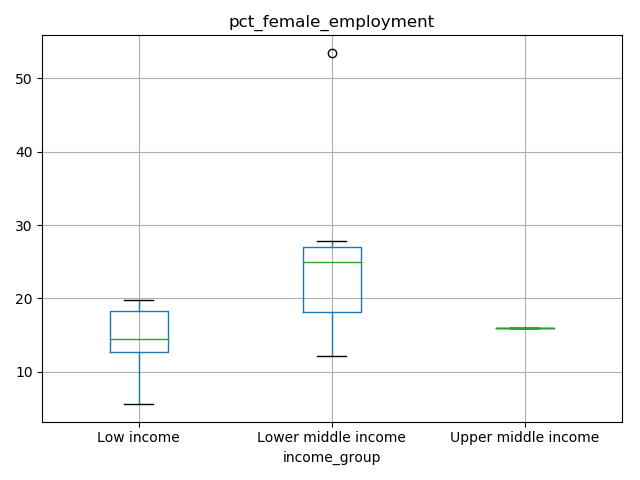 pct_female_employment
50
40
30
20
10
Low income
Lower middle income
Upper middle income
income_group